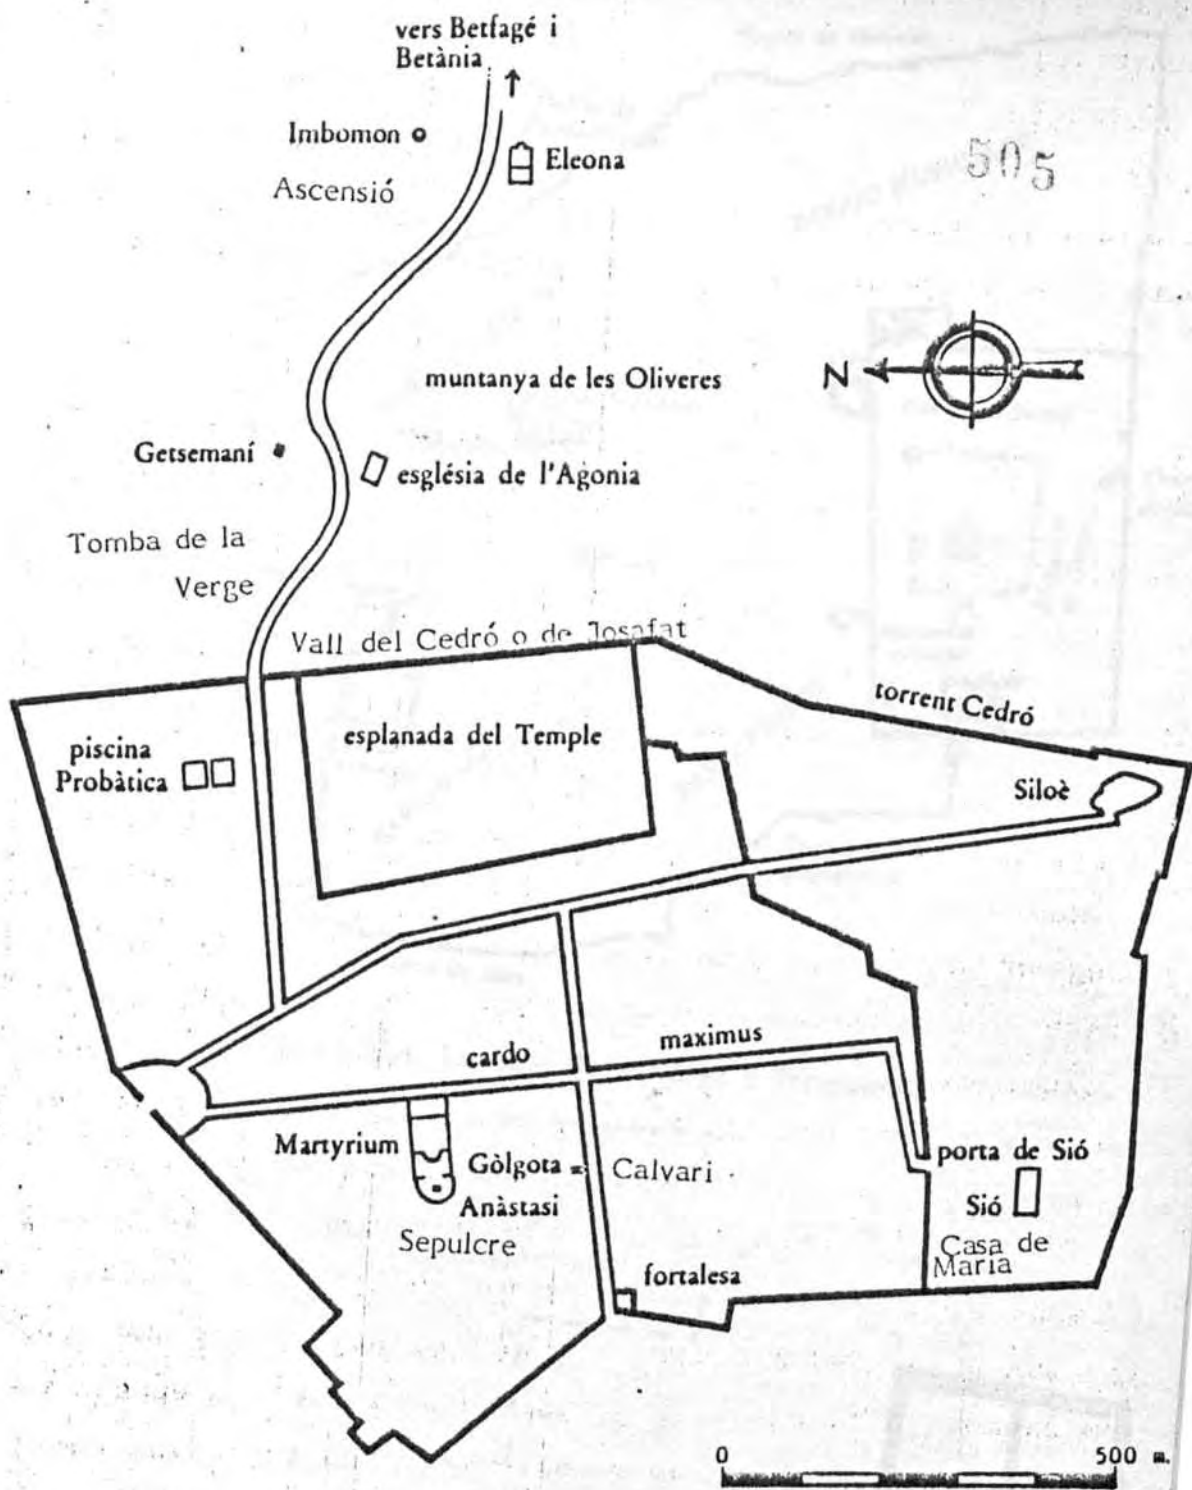 vers Betfagé i
Betània
Imbomon
Eleona
505
Ascensió
N
muntanya de les Oliveres
Getsemaní
església de l'Agonia
Tomba de la
Verge
Vall del Cedró o de Josafat
torrent Cedró
piscina
Probàtica
esplanada del Temple
Siloè
cardo
maximus
Martyrium
Gòlgota
Calvari
porta de Sió
Anàstasi
Sió
Sepulcre
Casa de
Maria
fortalesa
0
500 m.